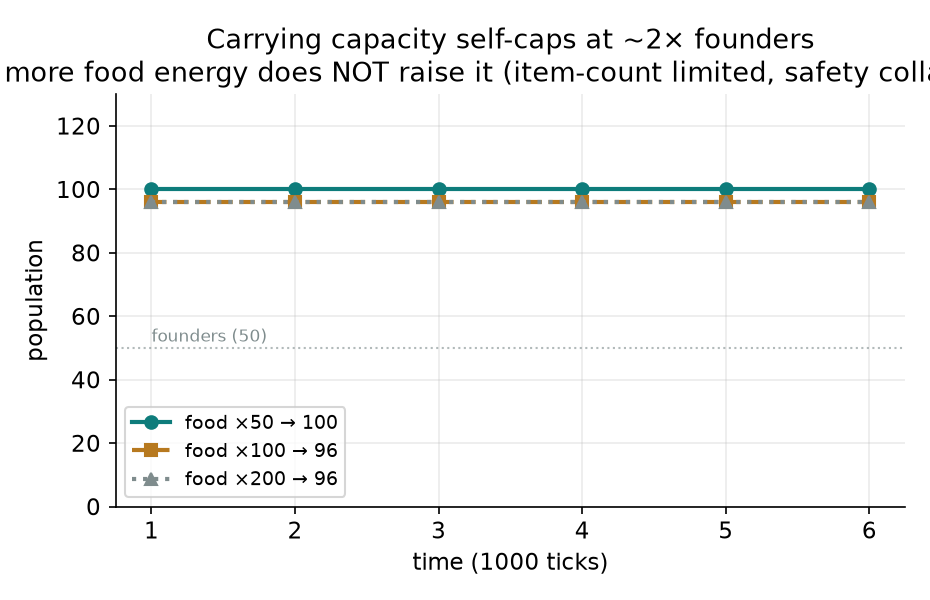 Carrying capacity self-caps at ~2× founders
more food energy does NOT raise it (item-count limited, safety
120
100
80
60
40
20
0
population
founders (50)
food ×50 → 100
food ×100 → 96
food ×200 → 96
1 2 3 4 5 6
time (1000 ticks)